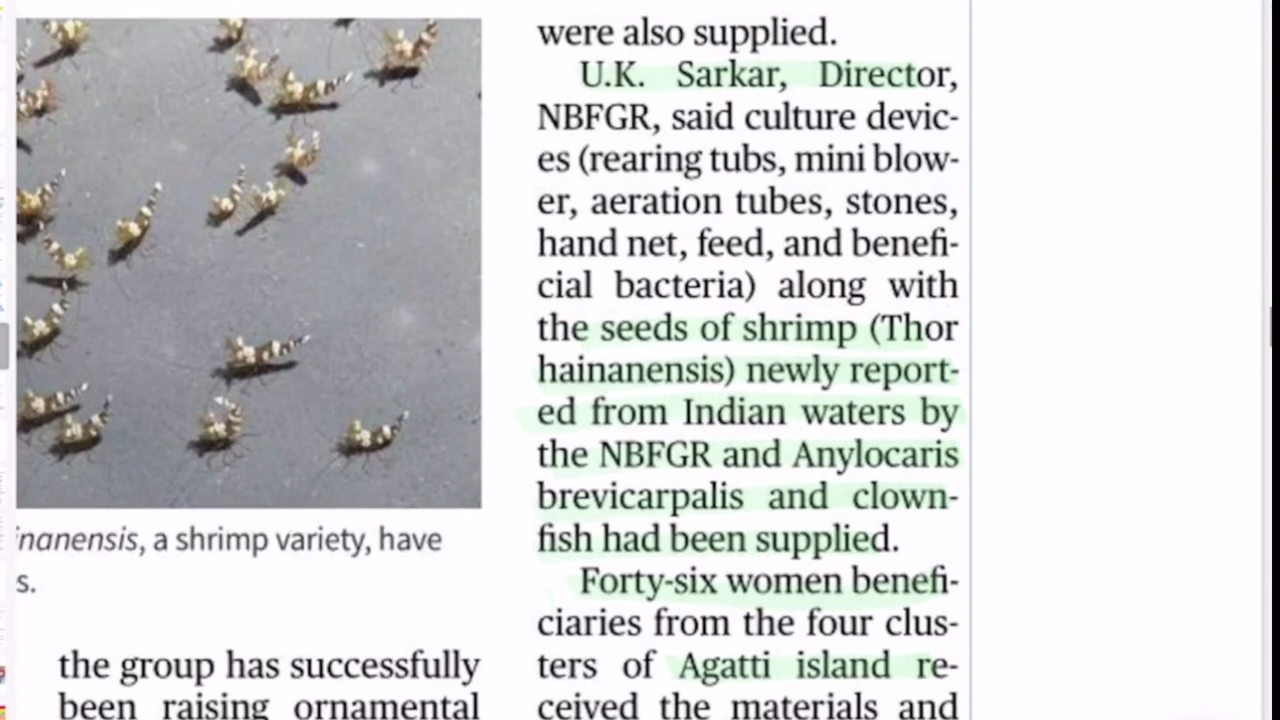 inanensis, a shrimp variety, have
s.
the group has successfully
been raising ornamental
were also supplied.
U.K. Sarkar, Director,
NBFGR, said culture devic-
es (rearing tubs, mini blow-
er, aeration tubes, stones,
hand net, feed, and benefi-
cial bacteria) along with
the seeds of shrimp (Thor
hainanensis) newly report-
ed from Indian waters by
the NBFGR and Anylocaris
brevicarpalis and clown-
fish had been supplied.
Forty-six women benefi-
ciaries from the four clus-
ters of Agatti island re-
ceived the materials and